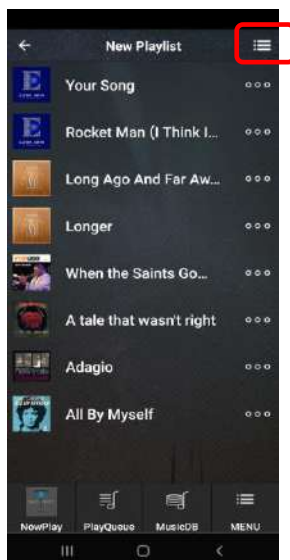 New Playlist
Your Song
Rocket Man (I Think I...
Long Ago And Far Aw...
Longer
When the Saints Go...
A tale that wasn't right
Adagio
All By Myself
NowPlay PlayQueue MusicDB MENU